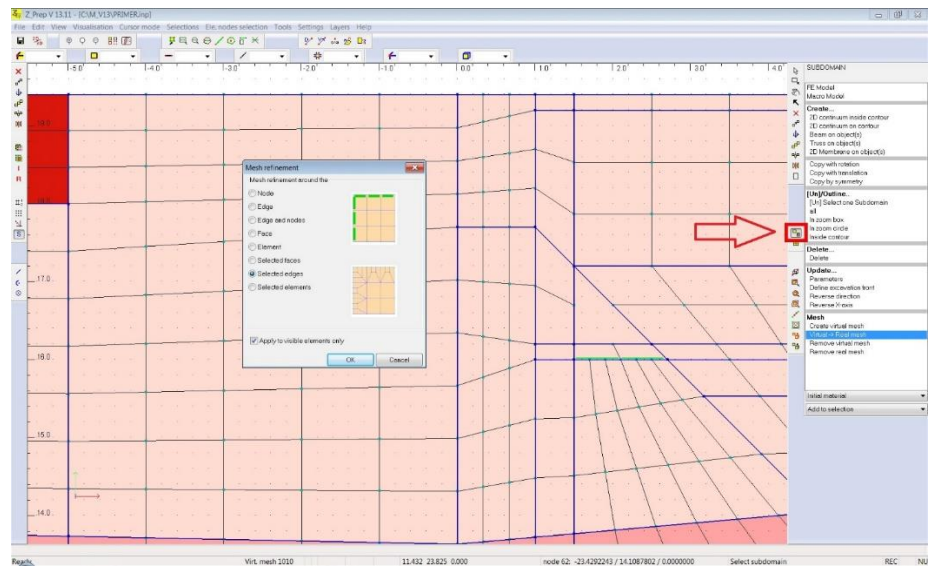 Z_Prep V 13.11 - [C:\M_V13\PRIMER.inp]
File Edit View Visualisation Cursor mode Selections Ele. nodes selection Tools Settings Layers Help
-5.0 -4.0 -3.0 -2.0 -1.0 0.0 1.0 2.0 3.0 4.0
17.0
16.0
15.0
14.0
Mesh refinement
Mesh refinement around the
Node
Edge
Edge and nodes
Face
Element
Selected faces
Selected edges
Selected elements
Apply to visible elements only
OK Cancel
SUBDOMAIN
FE Model
Macro Model
Create...
2D continuum inside contour
2D continuum on contour
Beam on object(s)
Truss on object(s)
2D Membrane on object(s)
Copy with rotation
Copy with translation
Copy by symmetry
[Un]/Outline..
[Un] Select one Subdomain
all
In zoom box
In zoom circle
Inside contour
Delete...
Delete
Update...
Parameters
Define excavation front
Reverse direction
Reverse X-axis
Mesh
Create virtual mesh
Virtual -> Real mesh
Remove virtual mesh
Remove real mesh
Initial material
Add to selection
Ready, Virt. mesh 1010 11.432 23.825 0.000 node 62: -23.4292243 / 14.1087802 / 0.0000000 Select subdomain REC NU